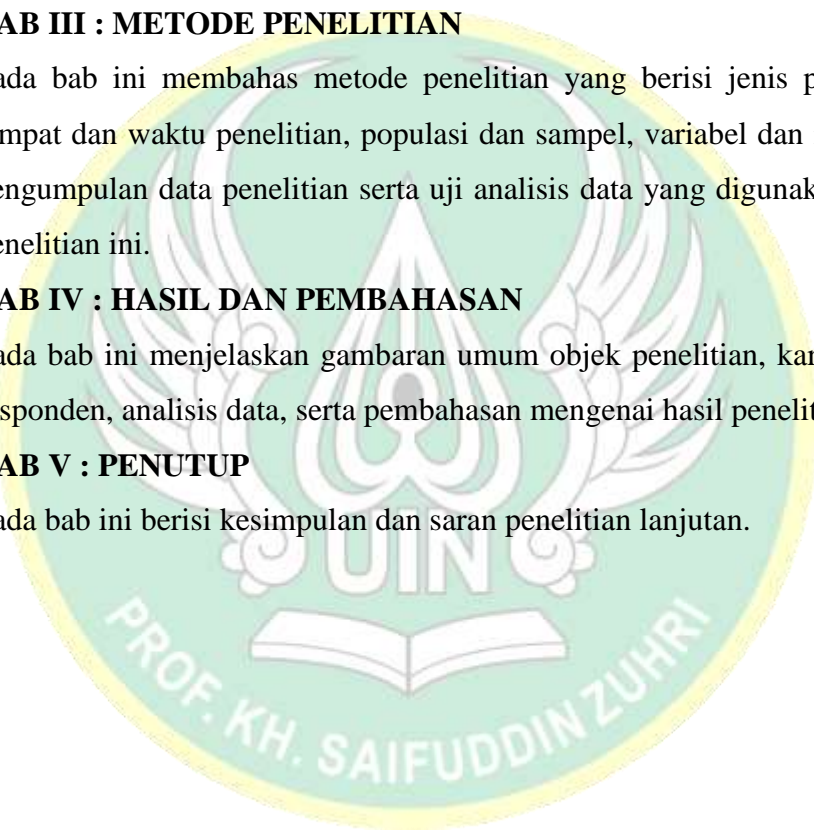 AB III : METODE PENELITIAN
ada bab ini membahas metode penelitian yang berisi jenis p
mpat dan waktu penelitian, populasi dan sampel, variabel dan
engumpulan data penelitian serta uji analisis data yang digunak
enelitian ini.
AB IV : HASIL DAN PEMBAHASAN
ada bab ini menjelaskan gambaran umum objek penelitian, kar
sponden, analisis data, serta pembahasan mengenai hasil penelit
AB V : PENUTUP
ada bab ini berisi kesimpulan dan saran penelitian lanjutan.
UIN
PROF. KH. SAIFUDDIN ZUHRI